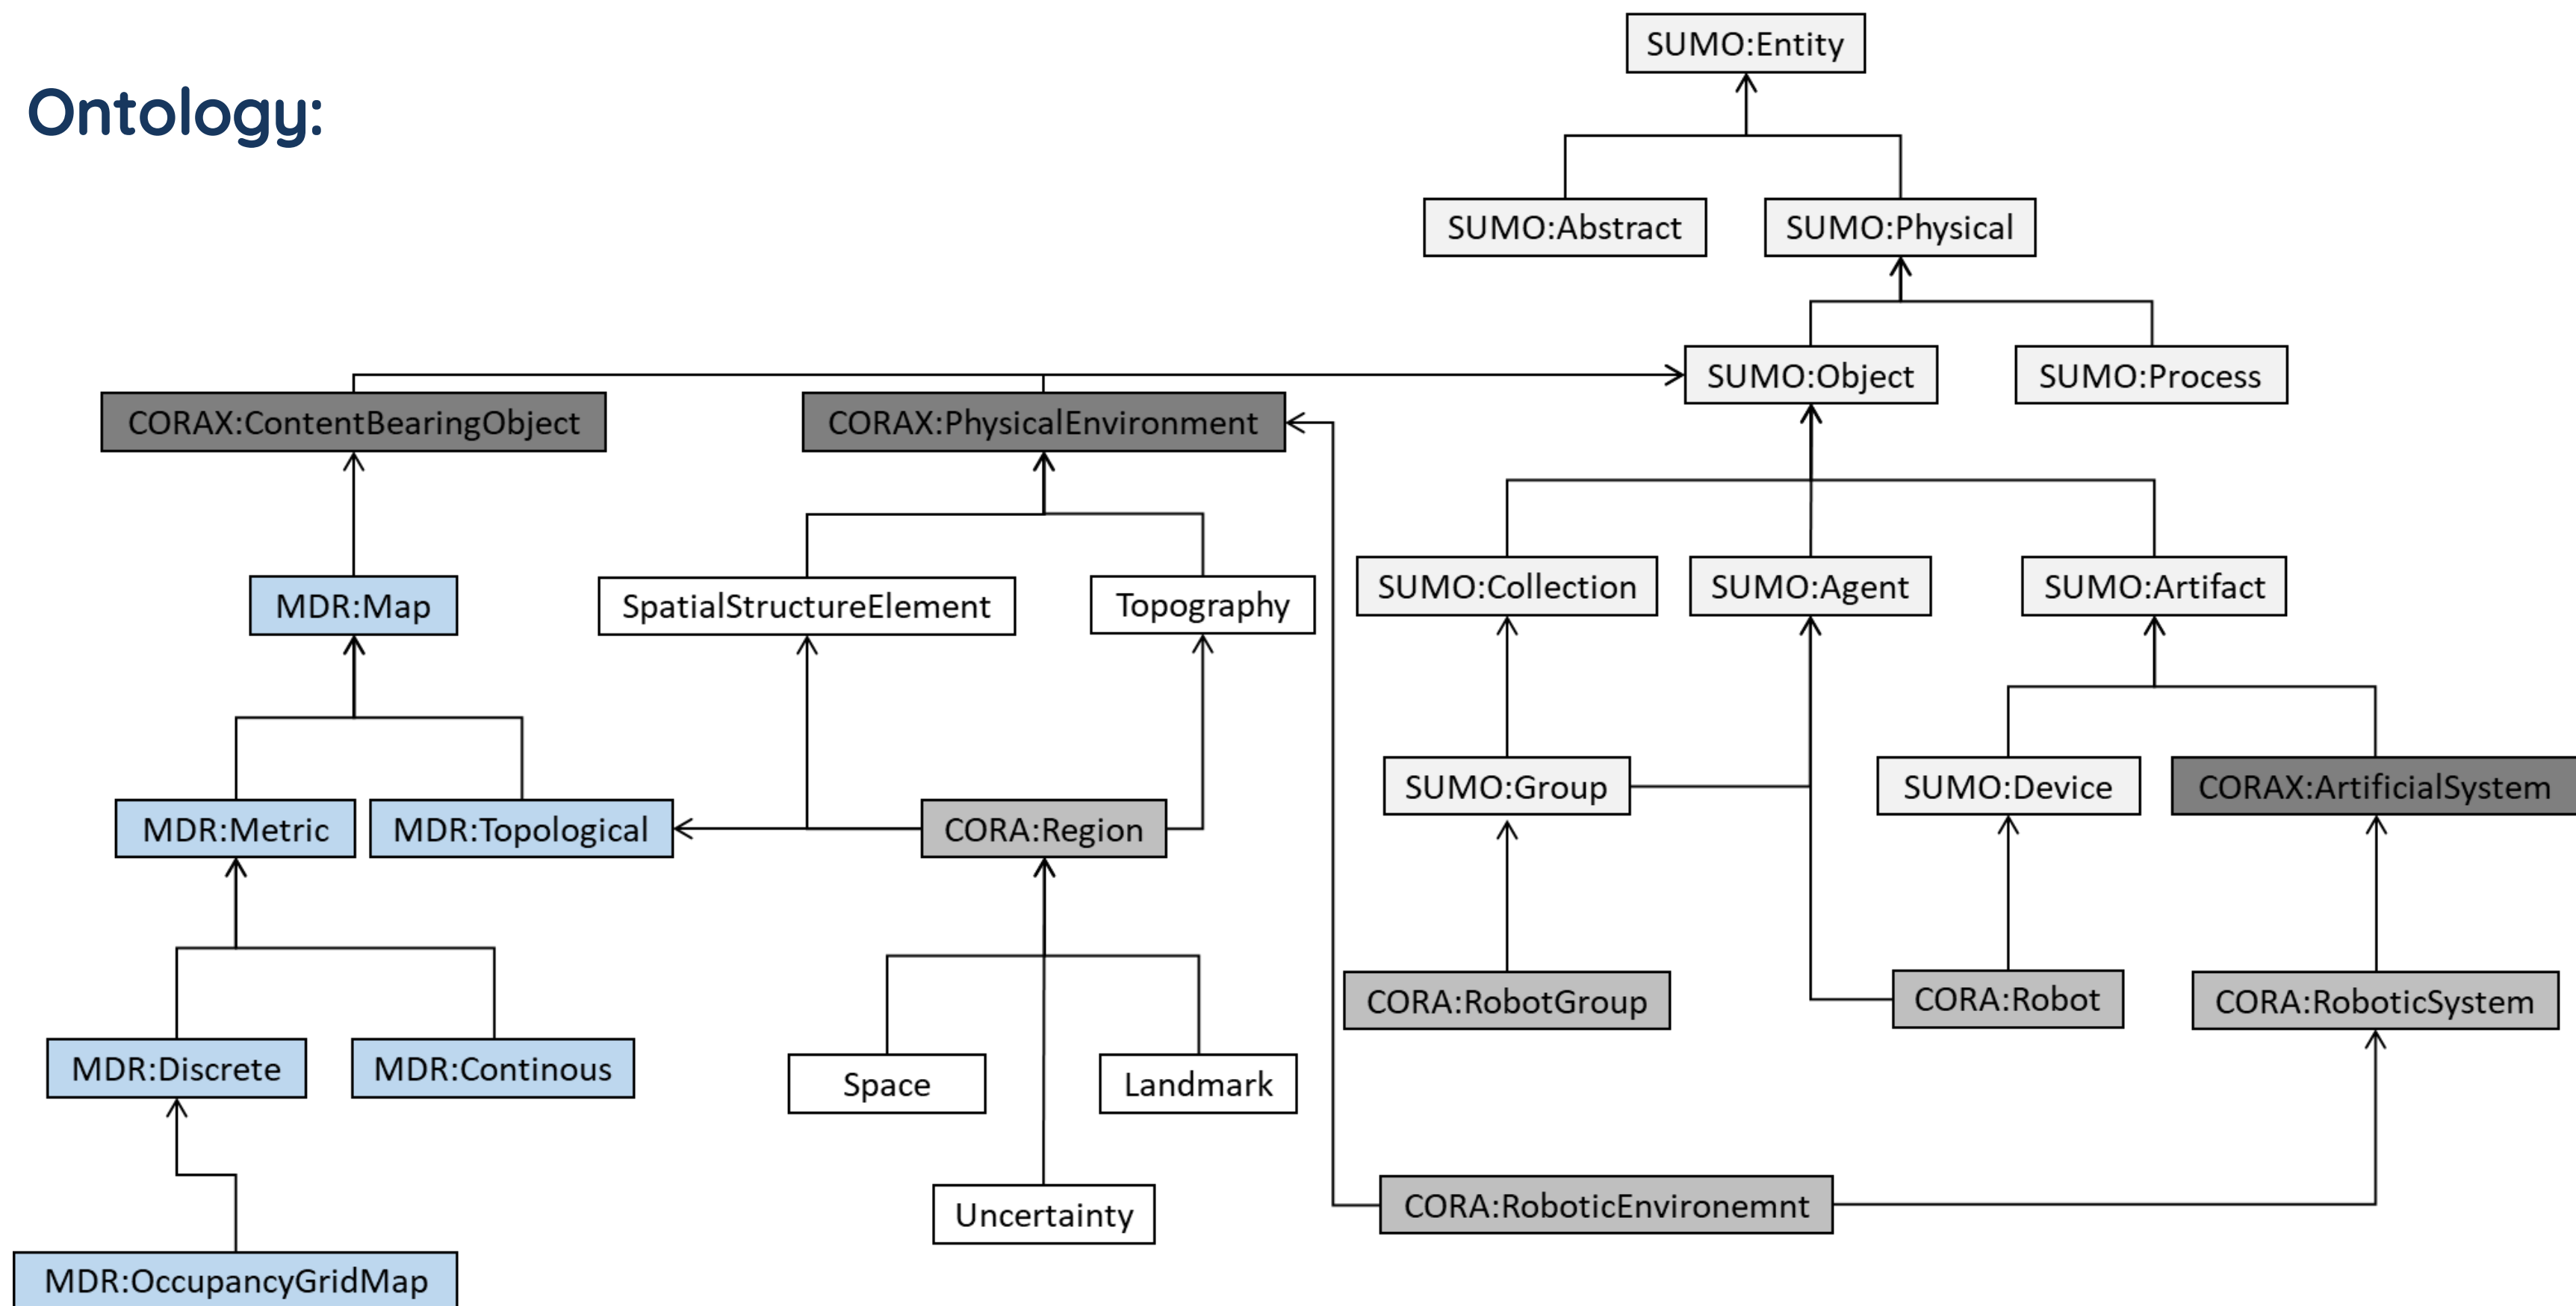 Ontology:
SUMO:Entity
SUMO:Abstract
SUMO:Physical
SUMO:Object
SUMO:Process
CORAX:ContentBearingObject
CORAX:PhysicalEnvironment
MDR:Map
SpatialStructureElement
Topography
SUMO:Collection
SUMO:Agent
SUMO:Artifact
MDR:Metric
MDR:Topological
CORA:Region
SUMO:Group
SUMO:Device
CORAX:ArtificialSystem
CORA:RobotGroup
CORA:Robot
CORA:RoboticSystem
MDR:Discrete
MDR:Continous
Space
Landmark
Uncertainty
CORA:RoboticEnvironemnt
MDR:OccupancyGridMap